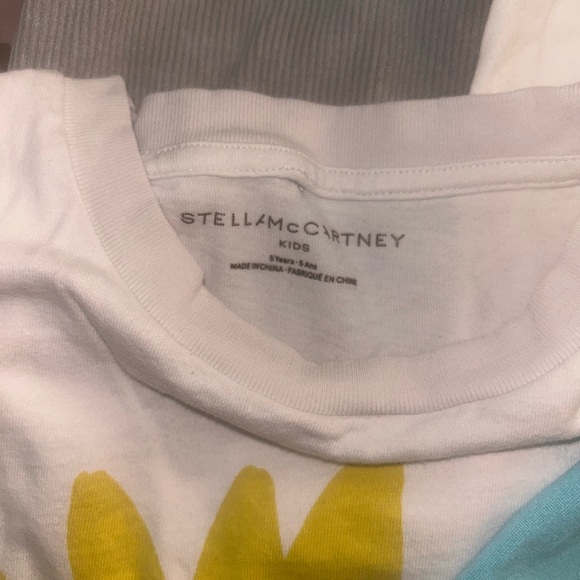 STELLAMcCARTNEY
KIDS
5 Years · 5 Ans
MADE IN CHINA · FABRIQUÉ EN CHINE